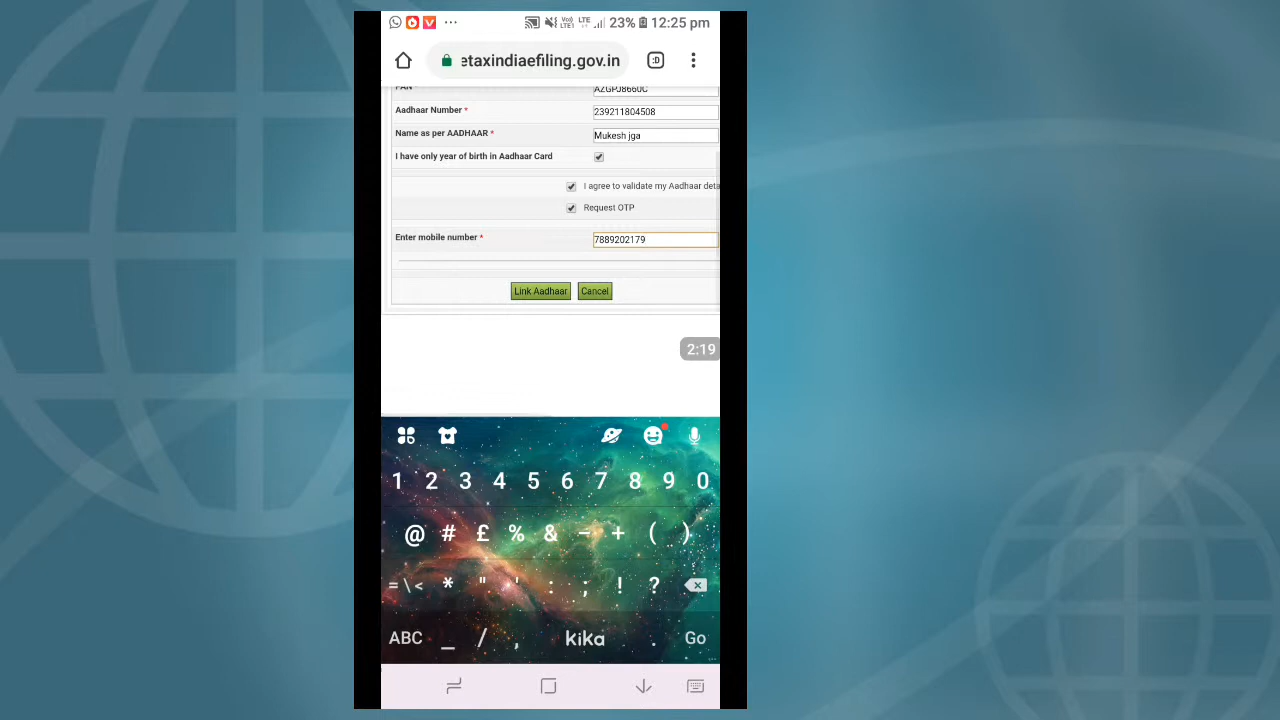 23% 12:25 pm
etaxindiaefiling.gov.in :D
Aadhaar Number * 239211804508
Name as per AADHAAR * Mukesh jga
I have only year of birth in Aadhaar Card
I agree to validate my Aadhaar deta
Request OTP
Enter mobile number * 7889202179
Link Aadhaar Cancel
2:19
1 2 3 4 5 6 7 8 9 0
@ # £ % & − + ( )
= \ < * " ' : ; ! ?
ABC _ / , kika . Go